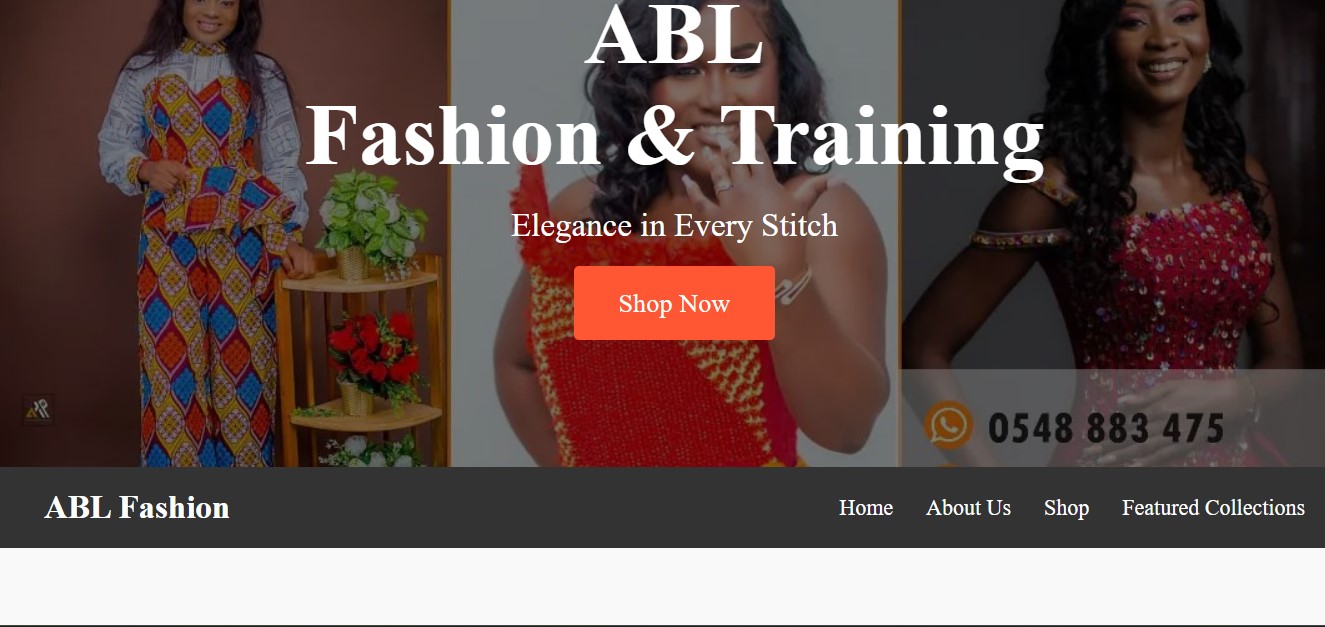 ABL
Fashion & Training
Elegance in Every Stitch
Shop Now
0548 883 475
ABL Fashion
Home
About Us
Shop
Featured Collections